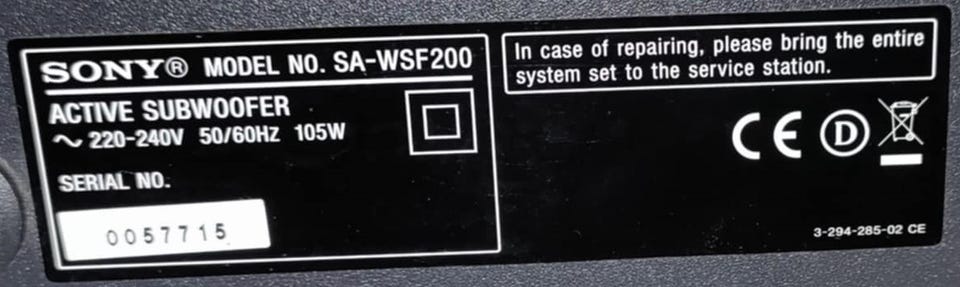 SONY® MODEL NO. SA-WSF200
ACTIVE SUBWOOFER
~ 220-240V 50/60HZ 105W
SERIAL NO.
0057715
In case of repairing, please bring the entire
system set to the service station.
CE D
3-294-285-02 CE